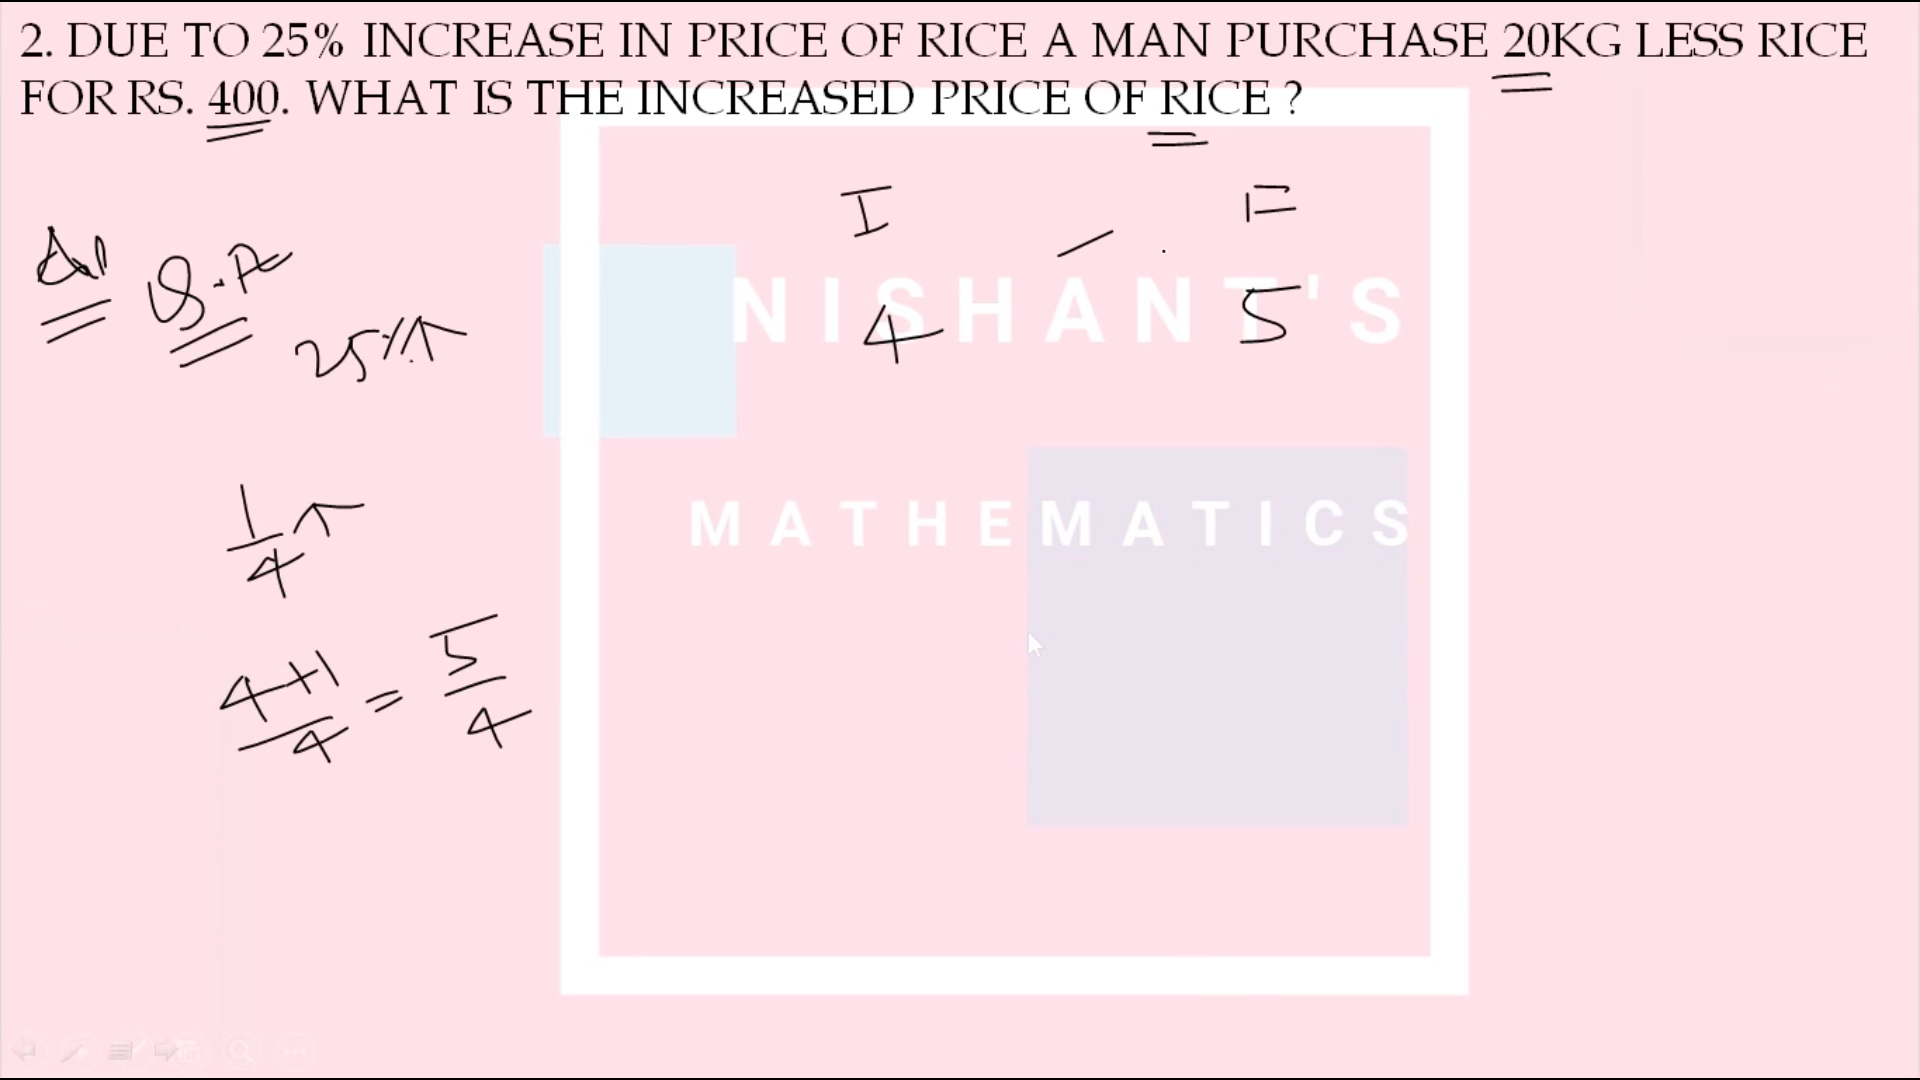 2. DUE TO 25% INCREASE IN PRICE OF RICE A MAN PURCHASE 20KG LESS RICE
FOR RS. 400. WHAT IS THE INCREASED PRICE OF RICE ?
I F
25%↑
4 5
NISHANT'S
MATHEMATICS
1/4 ↑
4+1/4 = 5/4